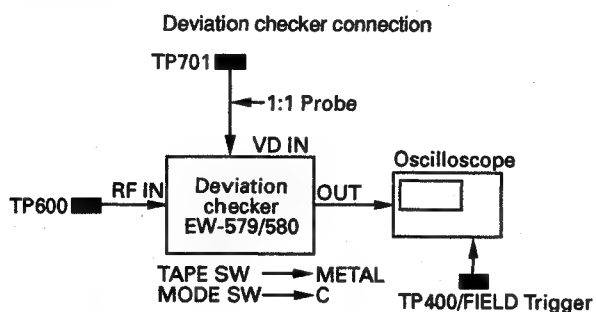 Deviation checker connection
TP701
1:1 Probe
VD IN
Oscilloscope
RF IN
Deviation
checker
EW-579/580
OUT
TP600
TAPE SW METAL
MODE SW C
TP400/FIELD Trigger